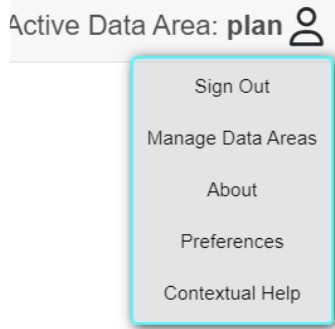 Active Data Area: plan
Sign Out
Manage Data Areas
About
Preferences
Contextual Help